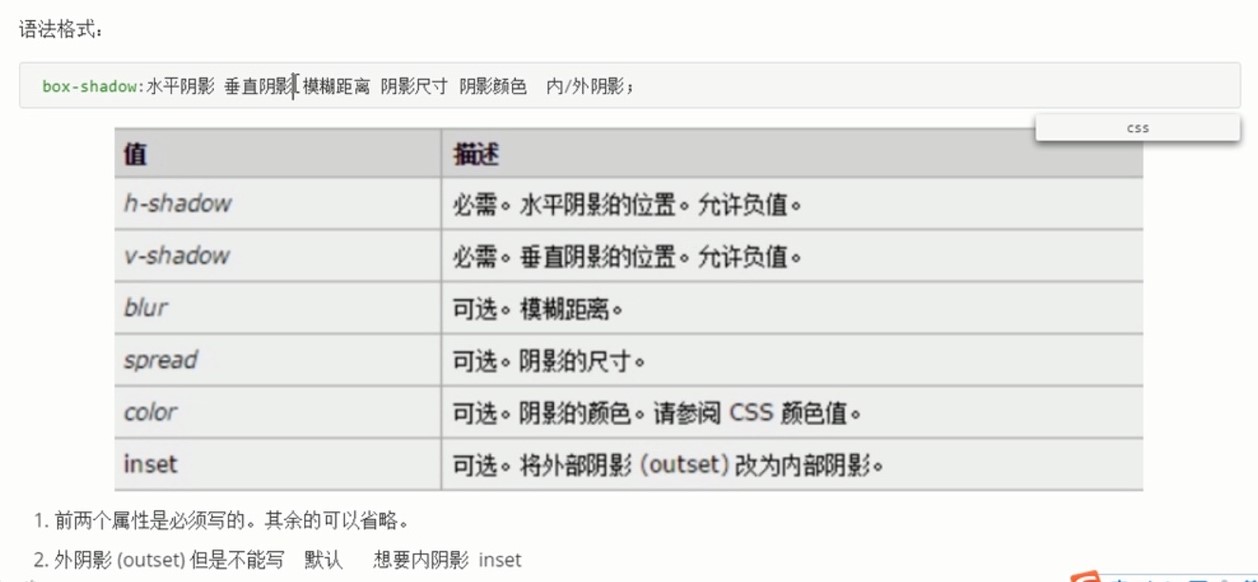 语法格式：
box-shadow:水平阴影 垂直阴影 模糊距离 阴影尺寸 阴影颜色 内/外阴影；
css
值 描述
h-shadow 必需。水平阴影的位置。允许负值。
v-shadow 必需。垂直阴影的位置。允许负值。
blur 可选。模糊距离。
spread 可选。阴影的尺寸。
color 可选。阴影的颜色。请参阅 CSS 颜色值。
inset 可选。将外部阴影 (outset) 改为内部阴影。
1. 前两个属性是必须写的。其余的可以省略。
2. 外阴影 (outset) 但是不能写 默认 想要内阴影 inset